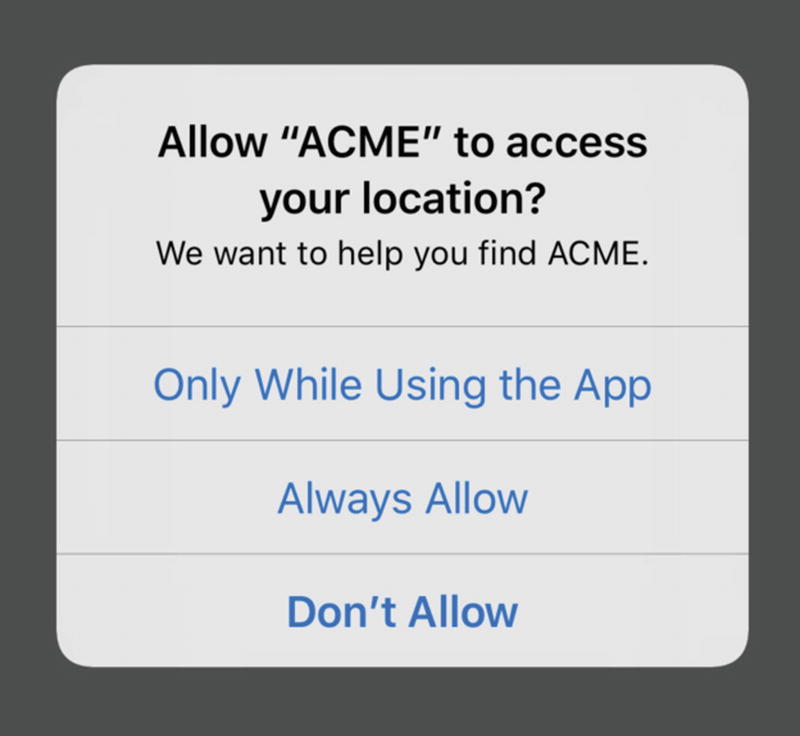 Allow “ACME” to access
your location?
We want to help you find ACME.
Only While Using the App
Always Allow
Don’t Allow